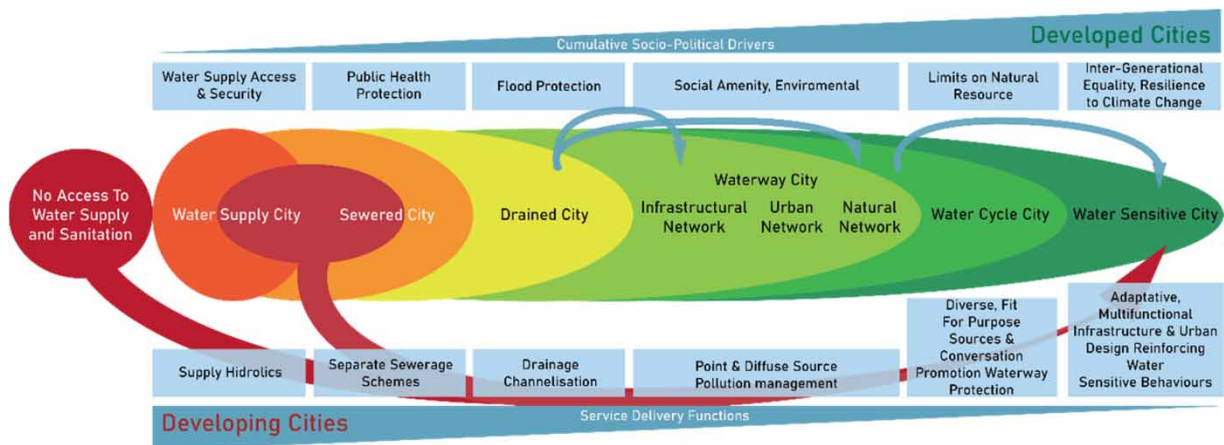 Cumulative Socio-Political Drivers
Developed Cities
Water Supply Access
& Security
Public Health
Protection
Flood Protection
Social Amenity, Enviromental
Limits on Natural
Resource
Inter-Generational
Equality, Resilience
to Climate Change
No Access To
Water Supply
and Sanitation
Water Supply City
Sewered City
Drained City
Waterway City
Infrastructural
Network
Urban
Network
Natural
Network
Water Cycle City
Water Sensitive City
Supply Hidrolics
Separate Sewerage
Schemes
Drainage
Channelisation
Point & Diffuse Source
Pollution management
Diverse, Fit
For Purpose
Sources &
Conversation
Promotion Waterway
Protection
Adaptative,
Multifunctional
Infrastructure & Urban
Design Reinforcing
Water
Sensitive Behaviours
Developing Cities
Service Delivery Functions